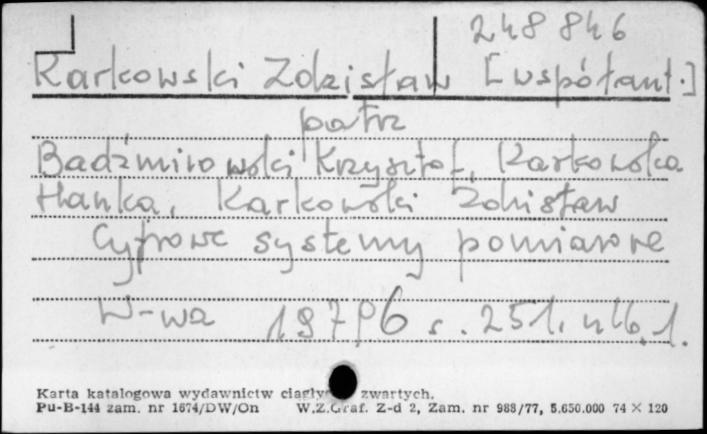 248 846
Karkowski Zdzisław [współaut.]
patrz
Badźmirowski Krzysztof, Karkowska
Hanka, Karkowski Zdzisław
Cyfrowe systemy pomiarowe
W-wa s. 251. nlb. 1.
Karta katalogowa wydawnictw ciągłych zwartych.
Pu-B-144 zam. nr 1674/DW/On W.Z.Graf. Z-d 2, Zam. nr 988/77, 5.650.000 74 × 120